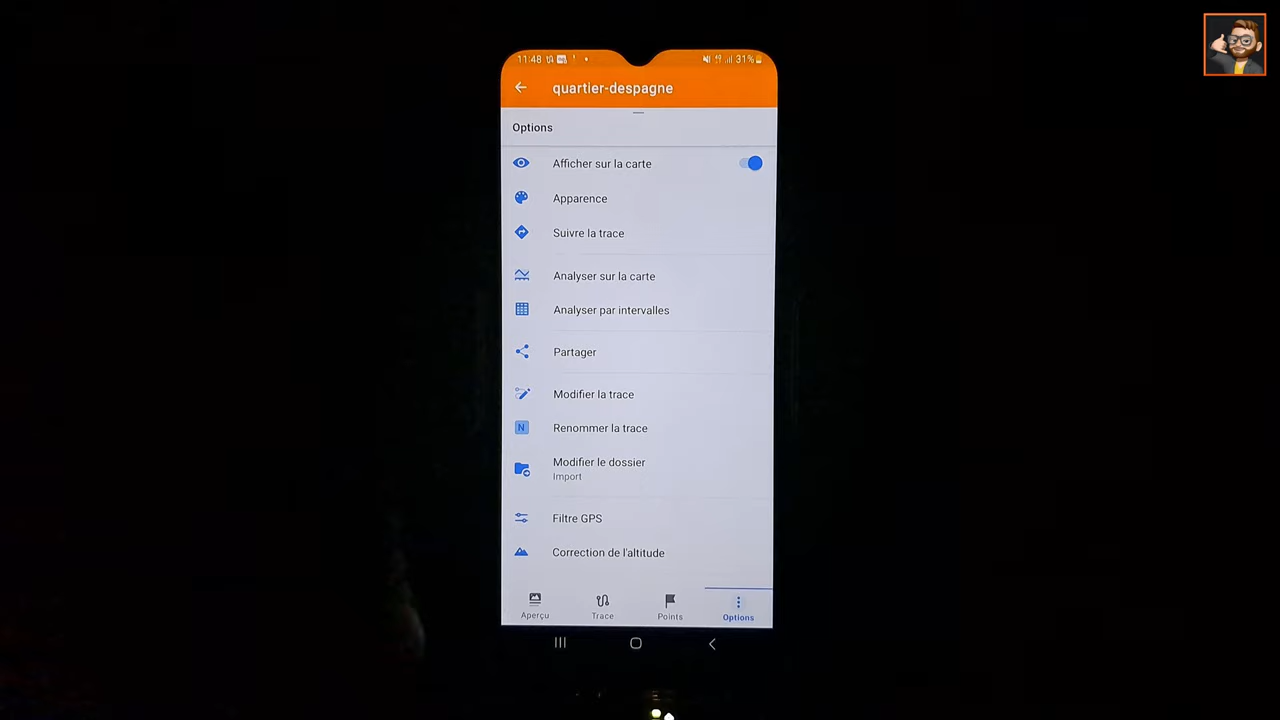 11:48
31%
quartier-despagne
Options
Afficher sur la carte
Apparence
Suivre la trace
Analyser sur la carte
Analyser par intervalles
Partager
Modifier la trace
N
Renommer la trace
Modifier le dossier
Import
Filtre GPS
Correction de l'altitude
Aperçu
Trace
Points
Options